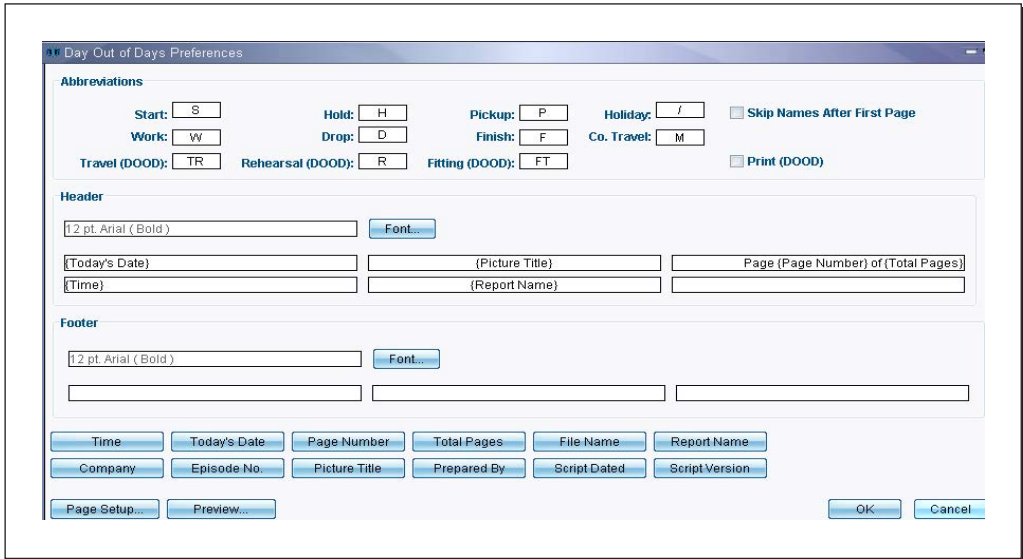 Day Out of Days Preferences
Abbreviations
Start: S Hold: H Pickup: P Holiday: / Skip Names After First Page
Work: W Drop: D Finish: F Co. Travel: M
Travel (DOOD): TR Rehearsal (DOOD): R Fitting (DOOD): FT Print (DOOD)
Header
12 pt. Arial ( Bold ) Font...
{Today's Date} {Picture Title} Page {Page Number} of {Total Pages}
{Time} {Report Name}
Footer
12 pt. Arial ( Bold ) Font...
Time Today's Date Page Number Total Pages File Name Report Name
Company Episode No. Picture Title Prepared By Script Dated Script Version
Page Setup... Preview... OK Cancel